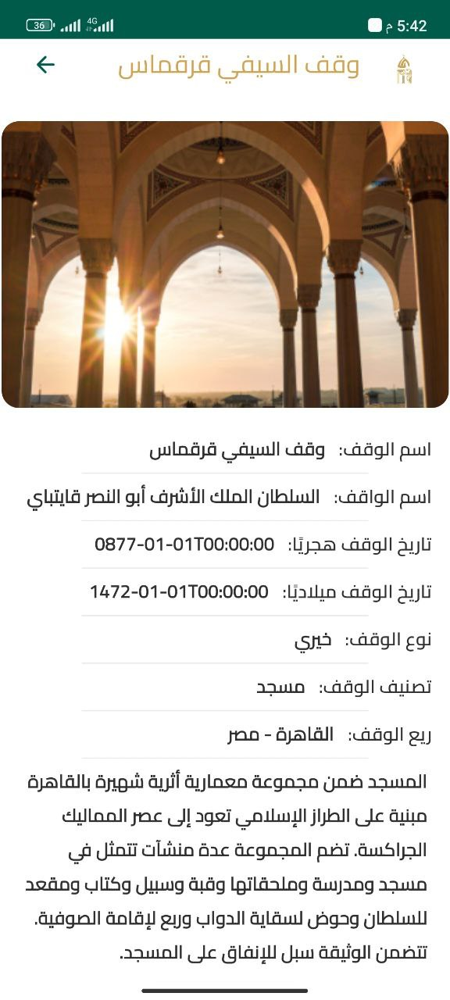 5:42 م
4G
36
وقف السيفي قرقماس
اسم الوقف: وقف السيفي قرقماس
اسم الواقف: السلطان الملك الأشرف أبو النصر قايتباي
تاريخ الوقف هجريًا: 0877-01-01T00:00:00
تاريخ الوقف ميلاديًا: 1472-01-01T00:00:00
نوع الوقف: خيري
تصنيف الوقف: مسجد
ريع الوقف: القاهرة - مصر
المسجد ضمن مجموعة معمارية أثرية شهيرة بالقاهرة
مبنية على الطراز الإسلامي تعود إلى عصر المماليك
الجراكسة. تضم المجموعة عدة منشآت تتمثل في
مسجد ومدرسة وملحقاتها وقبة وسبيل وكتاب ومقعد
للسلطان وحوض لسقاية الدواب وربع لإقامة الصوفية.
تتضمن الوثيقة سبل للإنفاق على المسجد.